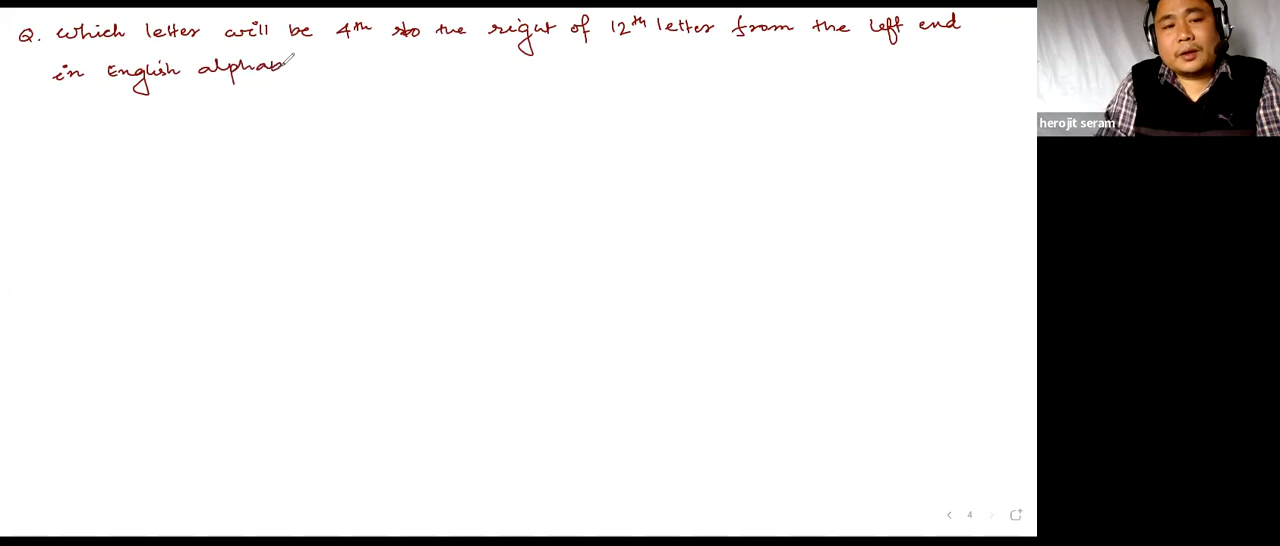 Q. Which letter will be 4th to the right of 12th letter from the left end
in English alphab
herojit seram
4